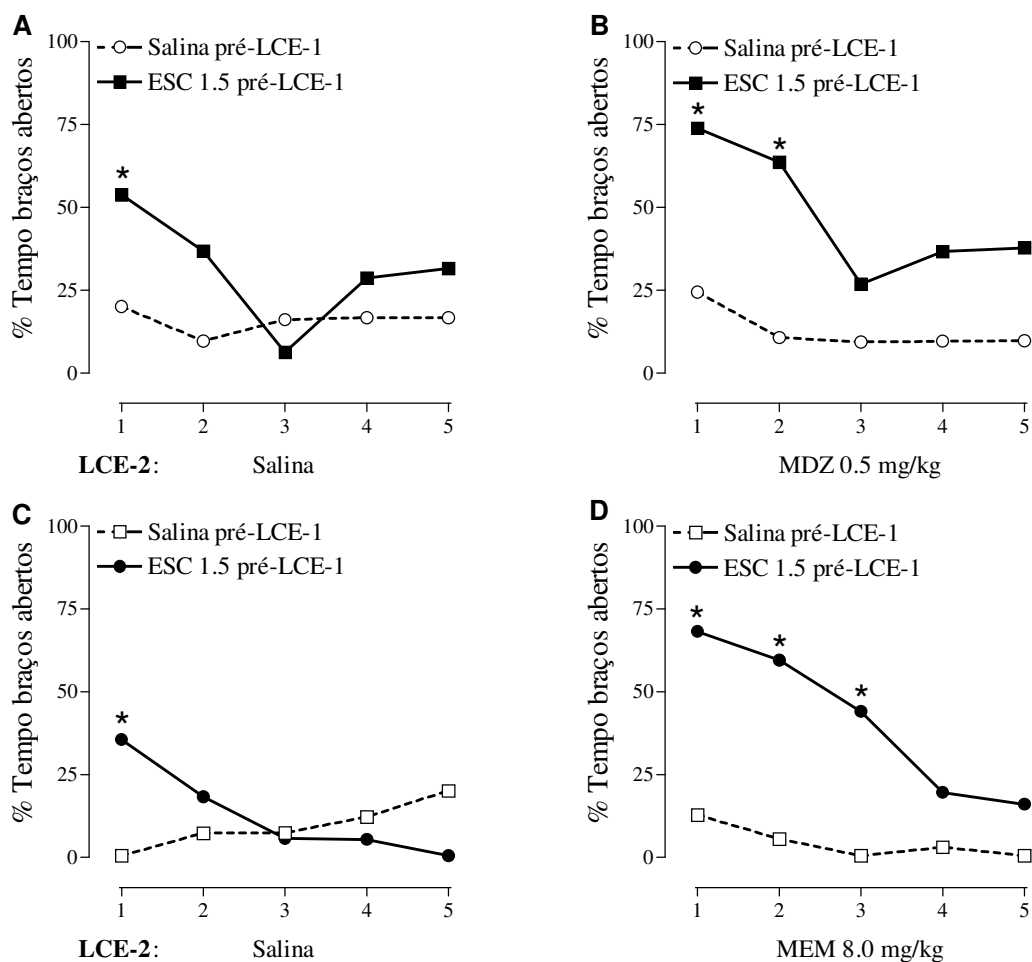 A
% Tempo braços abertos
100
75
50
25
0
Salina pré-LCE-1
ESC 1.5 pré-LCE-1
*
1 2 3 4 5
LCE-2: Salina
B
% Tempo braços abertos
100
75
50
25
0
Salina pré-LCE-1
ESC 1.5 pré-LCE-1
* *
1 2 3 4 5
MDZ 0.5 mg/kg
C
% Tempo braços abertos
100
75
50
25
0
Salina pré-LCE-1
ESC 1.5 pré-LCE-1
*
1 2 3 4 5
LCE-2: Salina
D
% Tempo braços abertos
100
75
50
25
0
Salina pré-LCE-1
ESC 1.5 pré-LCE-1
* * *
1 2 3 4 5
MEM 8.0 mg/kg